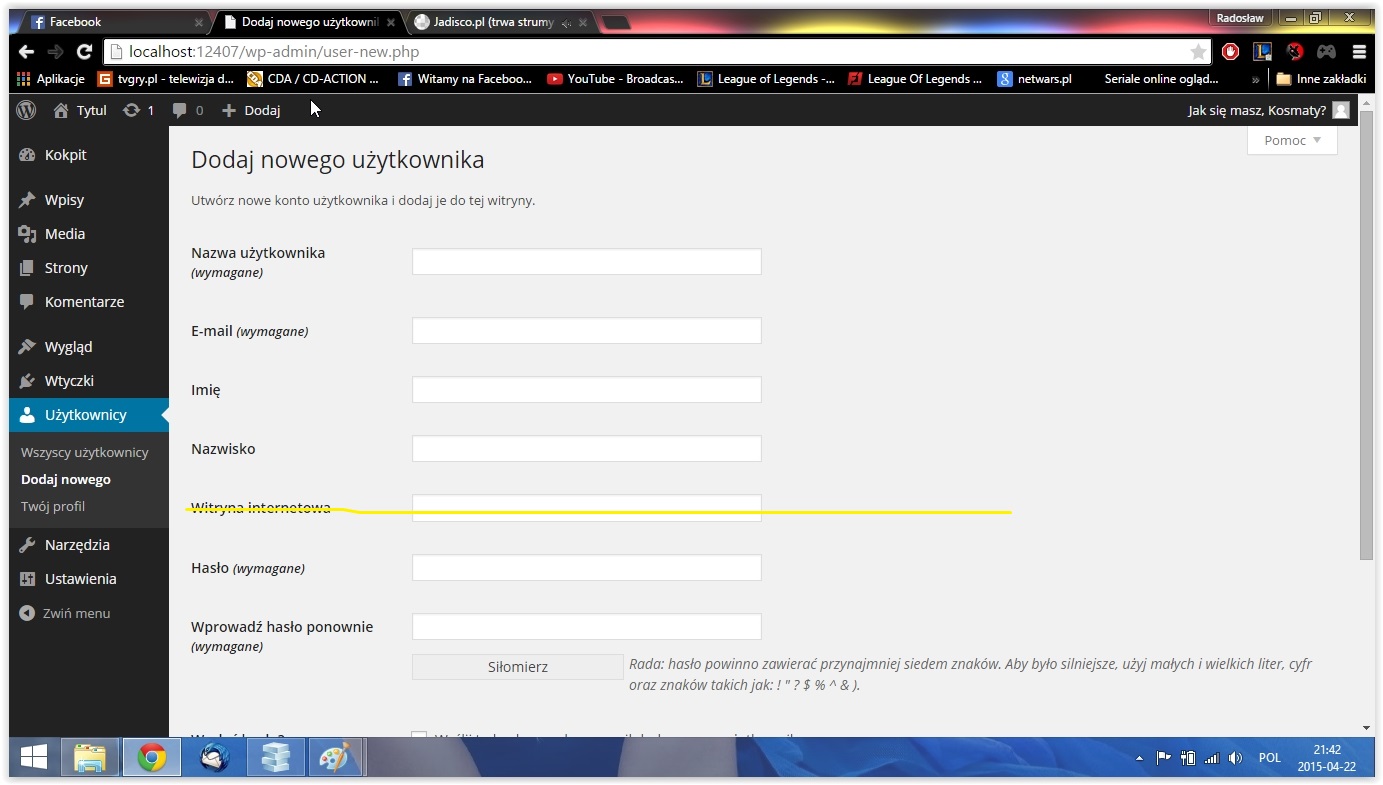 Facebook
Dodaj nowego użytkowni
Jadisco.pl (trwa strumy
Radosław
localhost:12407/wp-admin/user-new.php
Aplikacje
tvgry.pl - telewizja d...
CDA / CD-ACTION ...
Witamy na Faceboo...
YouTube - Broadcas...
League of Legends -...
League Of Legends ...
netwars.pl
Seriale online ogląd...
»
Inne zakładki
Tytul
1
0
Dodaj
Jak się masz, Kosmaty?
Pomoc
Kokpit
Wpisy
Media
Strony
Komentarze
Wygląd
Wtyczki
Użytkownicy
Wszyscy użytkownicy
Dodaj nowego
Twój profil
Narzędzia
Ustawienia
Zwiń menu
Dodaj nowego użytkownika
Utwórz nowe konto użytkownika i dodaj je do tej witryny.
Nazwa użytkownika
(wymagane)
E-mail (wymagane)
Imię
Nazwisko
Witryna internetowa
Hasło (wymagane)
Wprowadź hasło ponownie
(wymagane)
Siłomierz
Rada: hasło powinno zawierać przynajmniej siedem znaków. Aby było silniejsze, użyj małych i wielkich liter, cyfr
oraz znaków takich jak: ! " ? $ % ^ & ).
POL
21:42
2015-04-22